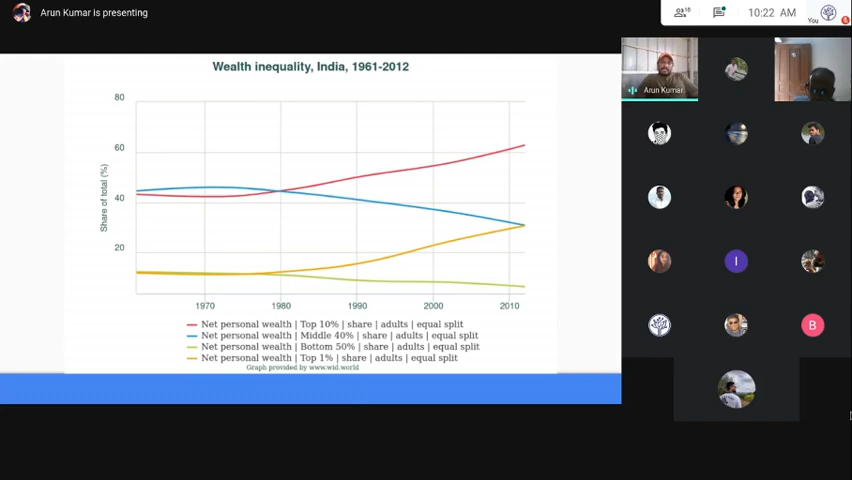 Arun Kumar is presenting
18
10:22 AM
You
Arun Kumar
I
B
Wealth inequality, India, 1961-2012
Share of total (%)
80
60
40
20
1970 1980 1990 2000 2010
Net personal wealth | Top 10% | share | adults | equal split
Net personal wealth | Middle 40% | share | adults | equal split
Net personal wealth | Bottom 50% | share | adults | equal split
Net personal wealth | Top 1% | share | adults | equal split
Graph provided by www.wid.world